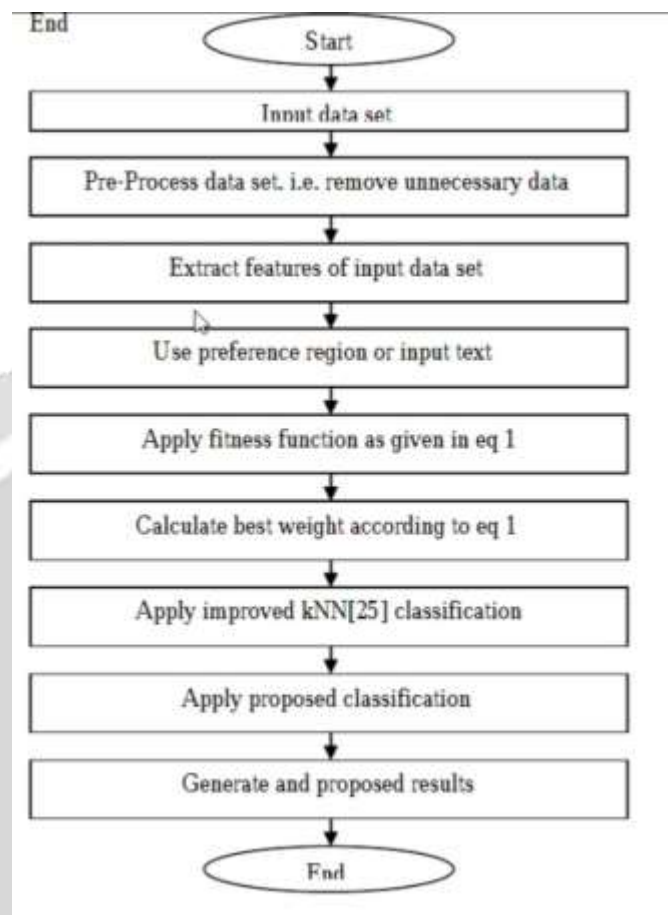 End
Start
Input data set
Pre-Process data set. i.e. remove unnecessary data
Extract features of input data set
Use preference region or input text
Apply fitness function as given in eq 1
Calculate best weight according to eq 1
Apply improved kNN[25] classification
Apply proposed classification
Generate and proposed results
End